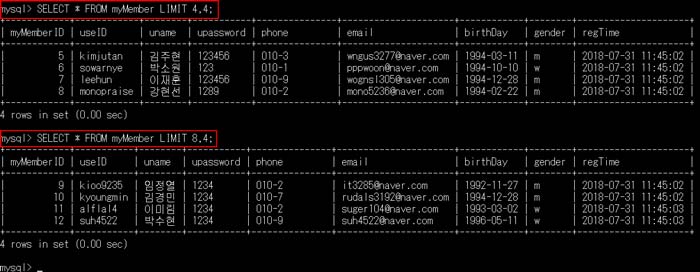 mysql> SELECT * FROM myMember LIMIT 4,4;
| myMemberID | useID | uname | upassword | phone | email | birthDay | gender | regTime |
| 5 | kimjutan | 김주현 | 123456 | 010-3 | wngus3277@naver.com | 1994-03-11 | m | 2018-07-31 11:45:02 |
| 6 | sowarnye | 박소원 | 123 | 010-1 | pppwoon@naver.com | 1994-10-10 | w | 2018-07-31 11:45:02 |
| 7 | leehun | 이재훈 | 123456 | 010-9 | wogns1305@naver.com | 1994-12-28 | m | 2018-07-31 11:45:02 |
| 8 | monopraise | 강현선 | 1289 | 010-2 | mono5236@naver.com | 1994-02-22 | m | 2018-07-31 11:45:02 |
4 rows in set (0.00 sec)
mysql> SELECT * FROM myMember LIMIT 8,4;
| myMemberID | useID | uname | upassword | phone | email | birthDay | gender | regTime |
| 9 | kioo9235 | 임정열 | 1234 | 010-2 | it3285@naver.com | 1992-11-27 | m | 2018-07-31 11:45:02 |
| 10 | kyoungmin | 김경민 | 1234 | 010-7 | rudals3192@naver.com | 1994-12-28 | m | 2018-07-31 11:45:02 |
| 11 | alflal4 | 이미림 | 1234 | 010-2 | suger104@naver.com | 1993-03-02 | w | 2018-07-31 11:45:03 |
| 12 | suh4522 | 박수현 | 1234 | 010-9 | suh4522@naver.com | 1996-05-11 | w | 2018-07-31 11:45:03 |
4 rows in set (0.00 sec)
mysql> _